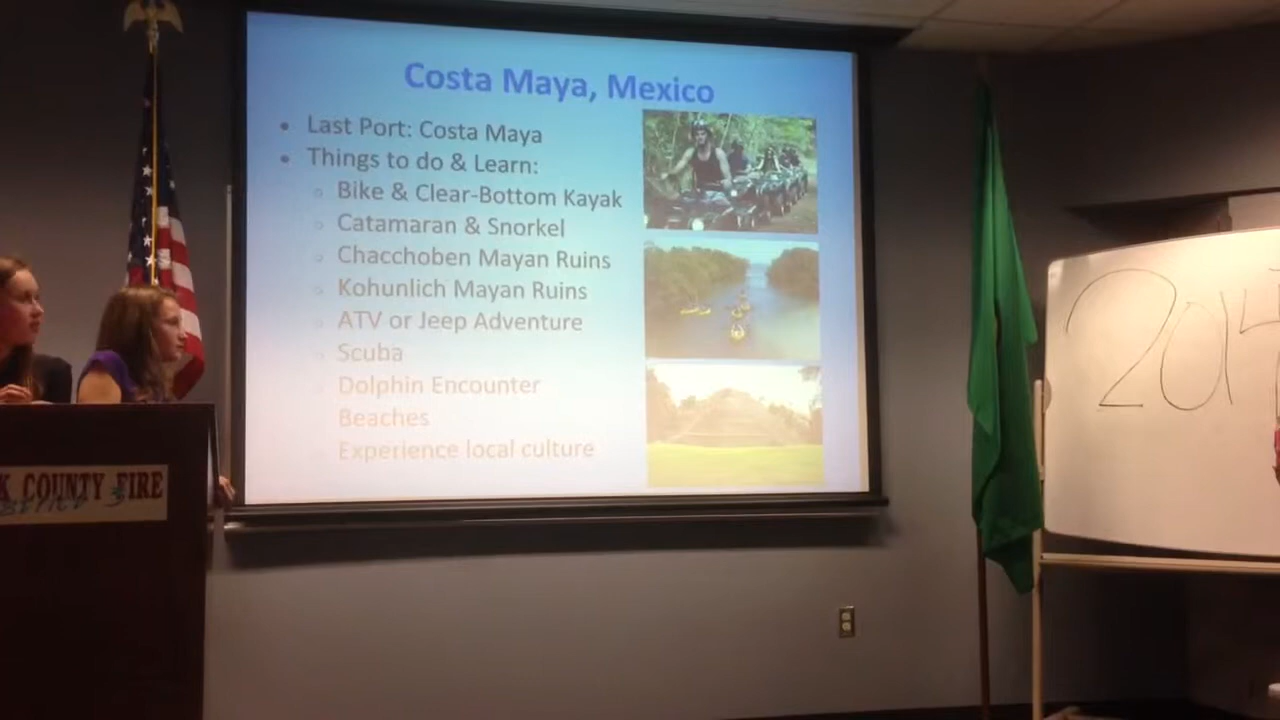 Costa Maya, Mexico
Last Port: Costa Maya
Things to do & Learn:
Bike & Clear-Bottom Kayak
Catamaran & Snorkel
Chacchoben Mayan Ruins
Kohunlich Mayan Ruins
ATV or Jeep Adventure
Scuba
Dolphin Encounter
Beaches
Experience local culture
K COUNTY FIRE
2014